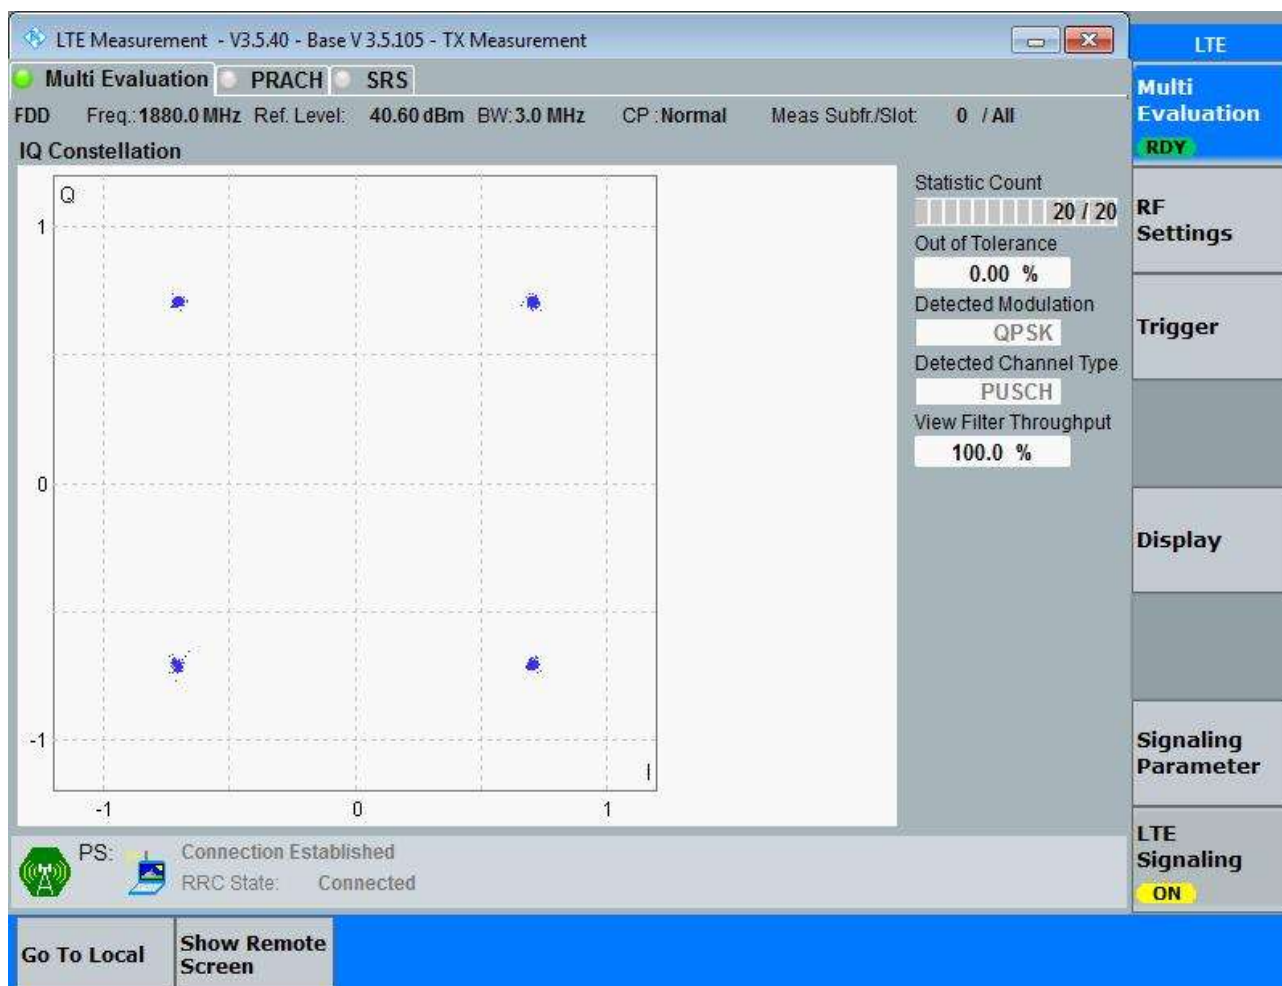 LTE Measurement - V3.5.40 - Base V 3.5.105 - TX Measurement
LTE
Multi Evaluation PRACH SRS
FDD Freq.: 1880.0 MHz Ref. Level: 40.60 dBm BW: 3.0 MHz CP : Normal Meas Subfr./Slot: 0 / All
IQ Constellation
Q
1
0
-1
I
-1 0 1
Statistic Count
20 / 20
Out of Tolerance
0.00 %
Detected Modulation
QPSK
Detected Channel Type
PUSCH
View Filter Throughput
100.0 %
Multi
Evaluation
RDY
RF
Settings
Trigger
Display
Signaling
Parameter
LTE
Signaling
ON
PS: Connection Established
RRC State: Connected
Go To Local
Show Remote
Screen